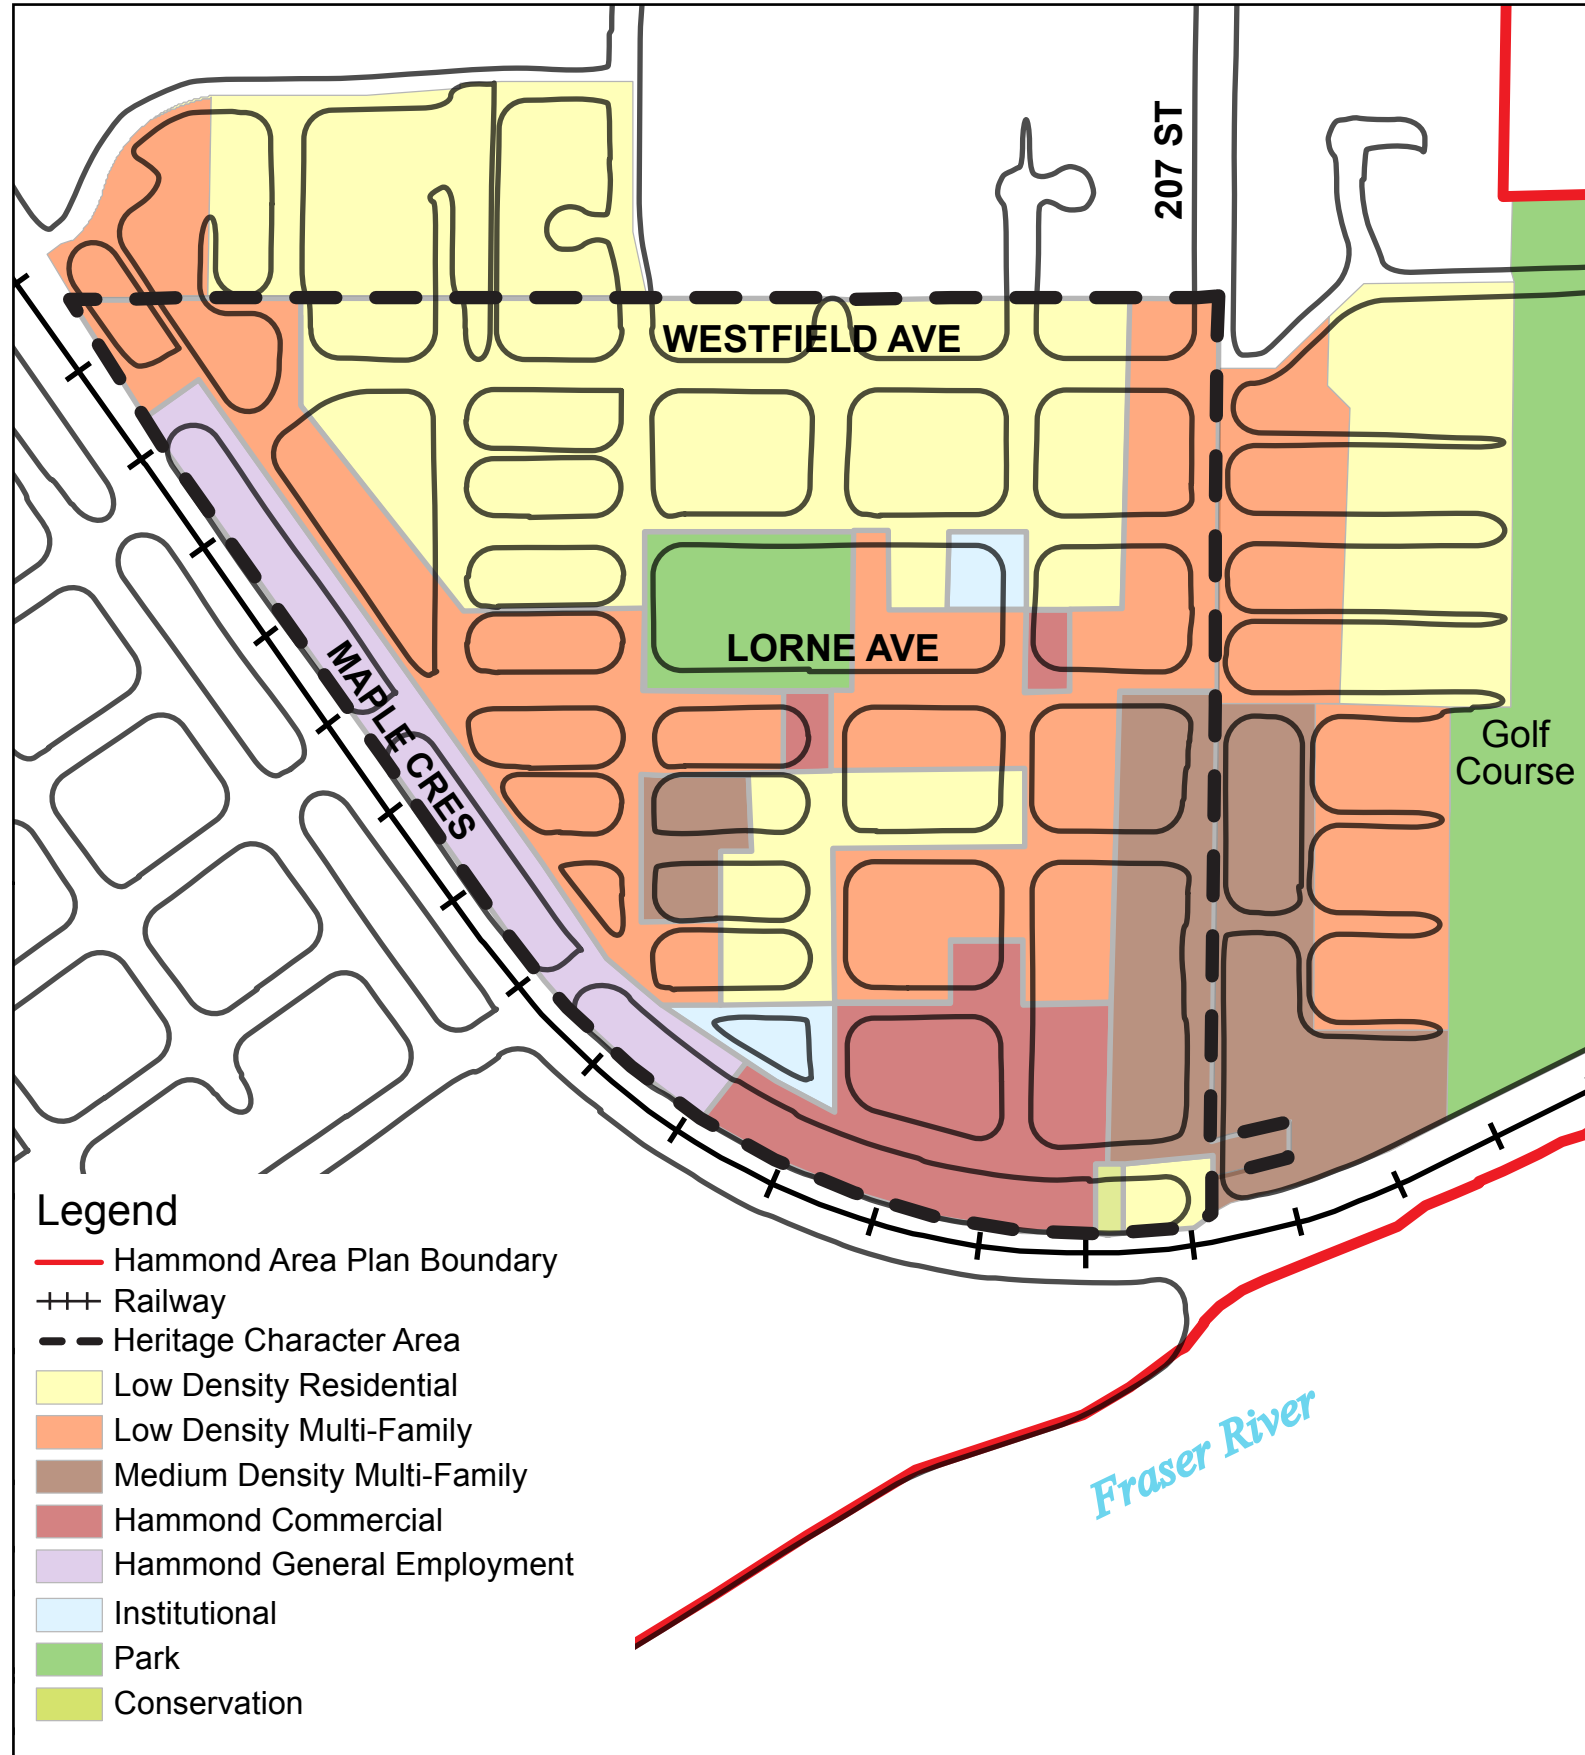 207 ST
WESTFIELD AVE
LORNE AVE
MAPLE CRES
Golf
Course
Legend
Hammond Area Plan Boundary
Railway
Heritage Character Area
Low Density Residential
Low Density Multi-Family
Medium Density Multi-Family
Hammond Commercial
Hammond General Employment
Institutional
Park
Conservation
Fraser River